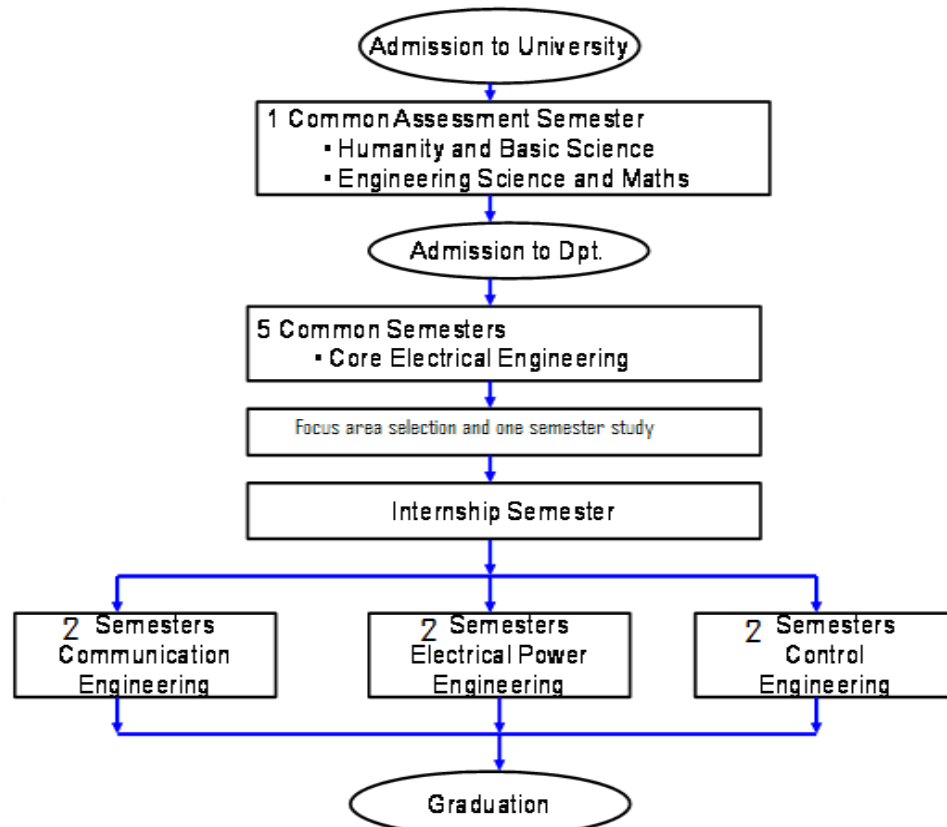 Admission to University
1 Common Assessment Semester
▪ Humanity and Basic Science
▪ Engineering Science and Maths
Admission to Dpt.
5 Common Semesters
▪ Core Electrical Engineering
Focus area selection and one semester study
Internship Semester
2 Semesters
Communication
Engineering
2 Semesters
Electrical Power
Engineering
2 Semesters
Control
Engineering
Graduation